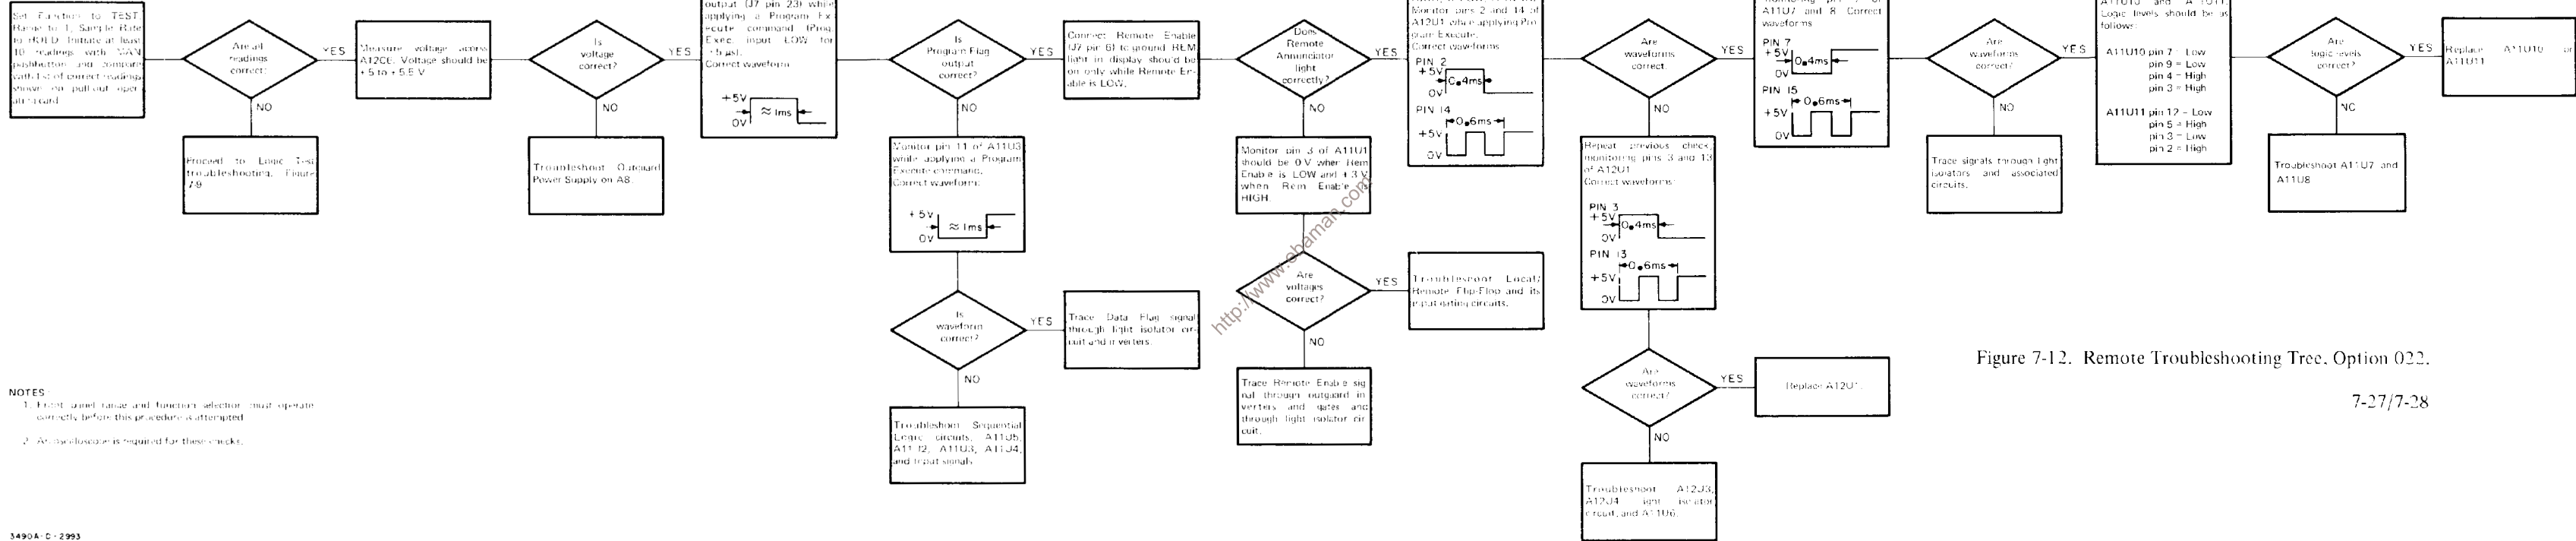 Set Function to TEST,
Range to 1, Sample Rate
to HOLD. Initiate at least
10 readings with MAN
pushbutton and compare
with list of correct readings
shown on pull-out oper-
Are all
readings
correct?
YES
NO
Proceed to Logic Test
troubleshooting, Figure
7-9
Measure voltage across
A12C6. Voltage should be
+5 to +5.5 V
Is
voltage
correct?
YES
NO
Troubleshoot Outguard
Power Supply on A8.
output (J7 pin 23) while
applying a Program Ex-
ecute command (Prog.
Exec. input LOW for
Correct waveform
+5V
≈ 1ms
0V
Is
Program Flag
output
correct?
YES
NO
Monitor pin 11 of A11U3
while applying a Program
Execute command.
Correct waveform:
+5V
≈ 1ms
0V
Is
waveform
correct?
YES
NO
Trace Data Flag signal
through light isolator cir-
cuit and inverters.
Troubleshoot Sequential
Logic circuits, A11U5,
A11U2, A11U3, A11U4,
and input signals
Connect Remote Enable
(J7 pin 6) to ground. REM
light in display should be
on only while Remote En-
able is LOW.
Does
Remote
Annunciator
light
correctly?
YES
NO
Monitor pin 3 of A11U1
should be 0 V when Rem
Enable is LOW and +3 V
when Rem Enable is
HIGH.
Are
voltages
correct?
YES
NO
Troubleshoot Local/
Remote Flip-Flop and its
input gating circuits.
Trace Remote Enable sig
nal through outguard in
verters and gates and
through light isolator cir
cuit.
Monitor pins 2 and 14 of
A12U1 while applying Pro
gram Execute.
Correct waveforms
PIN 2
+5V
0.4ms
0V
PIN 14
0.6ms
+5V
0V
Are
waveforms
correct.
YES
NO
Repeat previous check,
monitoring pins 3 and 13
of A12U1
Correct waveforms:
PIN 3
+5V
0.4ms
0V
PIN 13
0.6ms
+5V
0V
Are
waveforms
correct?
YES
NO
Replace A12U1.
Troubleshoot A12U3,
A12U4 light isolator
circuit, and A11U6.
A11U7 and 8 Correct
waveforms
PIN 7
+5V
0.4ms
0V
PIN 15
0.6ms
+5V
0V
Are
waveforms
correct?
YES
NO
Trace signals through light
isolators and associated
circuits.
A11U10 and A11U11.
Logic levels should be as
follows:
A11U10 pin 7 = Low
pin 9 = Low
pin 4 = High
pin 3 = High
A11U11 pin 12 = Low
pin 5 = High
pin 3 = Low
pin 2 = High
Are
logic levels
correct?
YES
NO
Troubleshoot A11U7 and
A11U8
Replace A11U10 or
A11U11
http://www.ebaman.com
Figure 7-12. Remote Troubleshooting Tree, Option 022.
7-27/7-28
NOTES
1. Front panel range and function selection must operate
correctly before this procedure is attempted
2. An oscilloscope is required for these checks.
3490A-D-2993